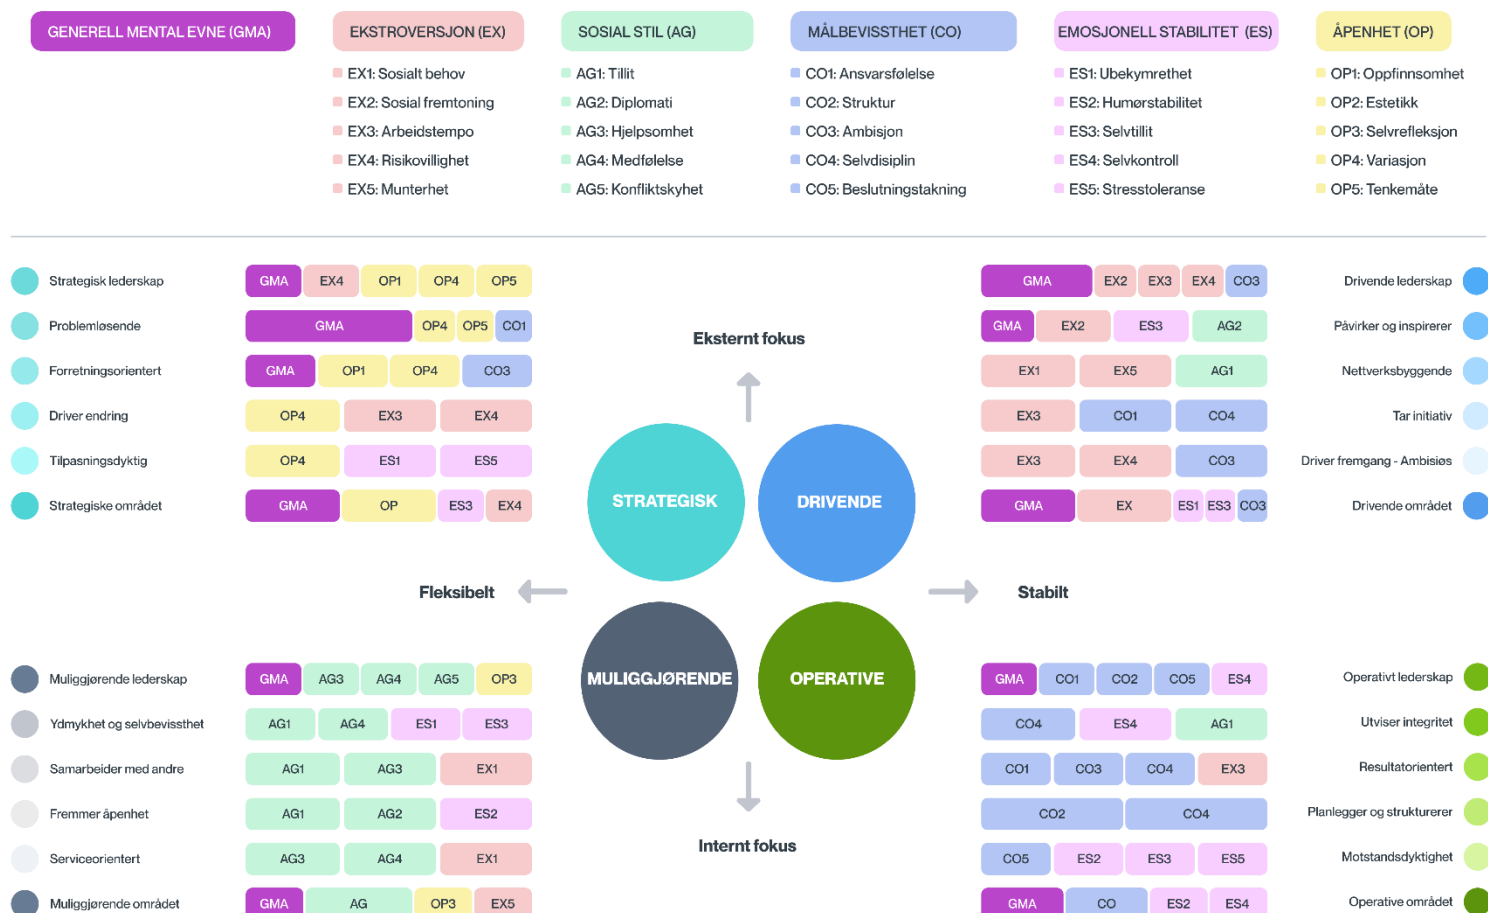 GENERELL MENTAL EVNE (GMA)
EKSTROVERSJON (EX)
EX1: Sosialt behov
EX2: Sosial fremtoning
EX3: Arbeidstempo
EX4: Risikovillighet
EX5: Munterhet
SOSIAL STIL (AG)
AG1: Tillit
AG2: Diplomati
AG3: Hjelpsomhet
AG4: Medfølelse
AG5: Konfliktskyhet
MÅLBEVISSTHET (CO)
CO1: Ansvarsfølelse
CO2: Struktur
CO3: Ambisjon
CO4: Selvdisiplin
CO5: Beslutningstakning
EMOSJONELL STABILITET (ES)
ES1: Ubekymrethet
ES2: Humørstabilitet
ES3: Selvtillit
ES4: Selvkontroll
ES5: Stresstoleranse
ÅPENHET (OP)
OP1: Oppfinnsomhet
OP2: Estetikk
OP3: Selvrefleksjon
OP4: Variasjon
OP5: Tenkemåte
Strategisk lederskap GMA EX4 OP1 OP4 OP5
Problemløsende GMA OP4 OP5 CO1
Forretningsorientert GMA OP1 OP4 CO3
Driver endring OP4 EX3 EX4
Tilpasningsdyktig OP4 ES1 ES5
Strategiske området GMA OP ES3 EX4
GMA EX2 EX3 EX4 CO3 Drivende lederskap
GMA EX2 ES3 AG2 Påvirker og inspirerer
EX1 EX5 AG1 Nettverksbyggende
EX3 CO1 CO4 Tar initiativ
EX3 EX4 CO3 Driver fremgang - Ambisiøs
GMA EX ES1 ES3 CO3 Drivende området
Eksternt fokus
STRATEGISK
DRIVENDE
Fleksibelt
Stabilt
MULIGGJØRENDE
OPERATIVE
Internt fokus
Muliggjørende lederskap GMA AG3 AG4 AG5 OP3
Ydmykhet og selvbevissthet AG1 AG4 ES1 ES3
Samarbeider med andre AG1 AG3 EX1
Fremmer åpenhet AG1 AG2 ES2
Serviceorientert AG3 AG4 EX1
Muliggjørende området GMA AG OP3 EX5
GMA CO1 CO2 CO5 ES4 Operativt lederskap
CO4 ES4 AG1 Utviser integritet
CO1 CO3 CO4 EX3 Resultatorientert
CO2 CO4 Planlegger og strukturerer
CO5 ES2 ES3 ES5 Motstandsdyktighet
GMA CO ES2 ES4 Operative området